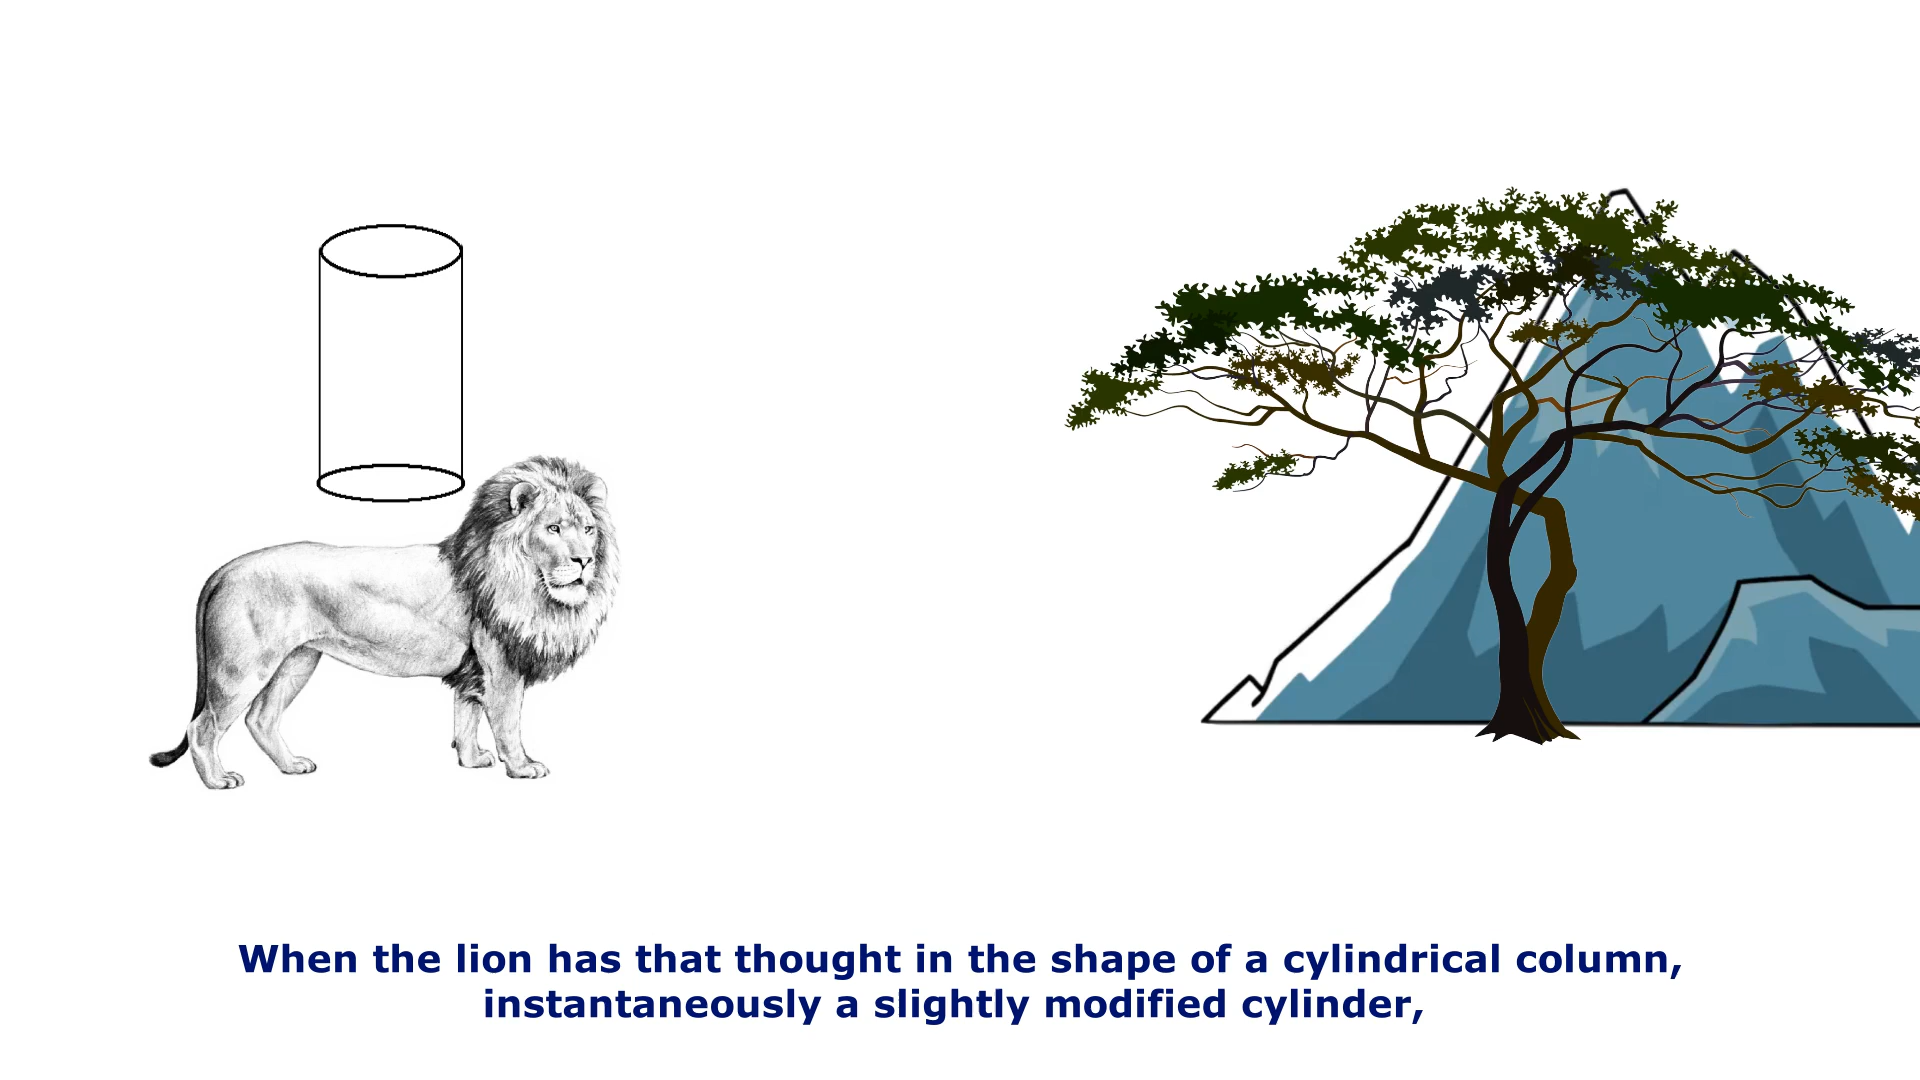 When the lion has that thought in the shape of a cylindrical column,
instantaneously a slightly modified cylinder,